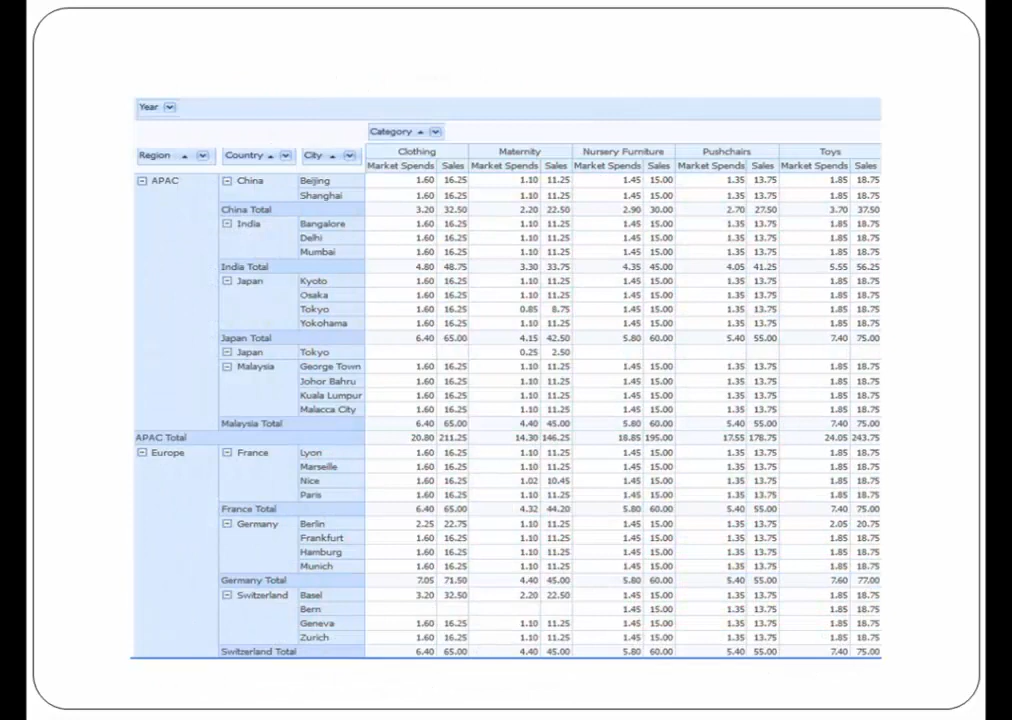 Year
Category
Clothing Maternity Nursery Furniture Pushchairs Toys
Region Country City Market Spends Sales Market Spends Sales Market Spends Sales Market Spends Sales Market Spends Sales
APAC China Beijing 1.60 16.25 1.10 11.25 1.45 15.00 1.35 13.75 1.85 18.75
Shanghai 1.60 16.25 1.10 11.25 1.45 15.00 1.35 13.75 1.85 18.75
China Total 3.20 32.50 2.20 22.50 2.90 30.00 2.70 27.50 3.70 37.50
India Bangalore 1.60 16.25 1.10 11.25 1.45 15.00 1.35 13.75 1.85 18.75
Delhi 1.60 16.25 1.10 11.25 1.45 15.00 1.35 13.75 1.85 18.75
Mumbai 1.60 16.25 1.10 11.25 1.45 15.00 1.35 13.75 1.85 18.75
India Total 4.80 48.75 3.30 33.75 4.35 45.00 4.05 41.25 5.55 56.25
Japan Kyoto 1.60 16.25 1.10 11.25 1.45 15.00 1.35 13.75 1.85 18.75
Osaka 1.60 16.25 1.10 11.25 1.45 15.00 1.35 13.75 1.85 18.75
Tokyo 1.60 16.25 0.85 8.75 1.45 15.00 1.35 13.75 1.85 18.75
Yokohama 1.60 16.25 1.10 11.25 1.45 15.00 1.35 13.75 1.85 18.75
Japan Total 6.40 65.00 4.15 42.50 5.80 60.00 5.40 55.00 7.40 75.00
Japan Tokyo 0.25 2.50
Malaysia George Town 1.60 16.25 1.10 11.25 1.45 15.00 1.35 13.75 1.85 18.75
Johor Bahru 1.60 16.25 1.10 11.25 1.45 15.00 1.35 13.75 1.85 18.75
Kuala Lumpur 1.60 16.25 1.10 11.25 1.45 15.00 1.35 13.75 1.85 18.75
Malacca City 1.60 16.25 1.10 11.25 1.45 15.00 1.35 13.75 1.85 18.75
Malaysia Total 6.40 65.00 4.40 45.00 5.80 60.00 5.40 55.00 7.40 75.00
APAC Total 20.80 211.25 14.30 146.25 18.85 195.00 17.55 178.75 24.05 243.75
Europe France Lyon 1.60 16.25 1.10 11.25 1.45 15.00 1.35 13.75 1.85 18.75
Marseille 1.60 16.25 1.10 11.25 1.45 15.00 1.35 13.75 1.85 18.75
Nice 1.60 16.25 1.02 10.45 1.45 15.00 1.35 13.75 1.85 18.75
Paris 1.60 16.25 1.10 11.25 1.45 15.00 1.35 13.75 1.85 18.75
France Total 6.40 65.00 4.32 44.20 5.80 60.00 5.40 55.00 7.40 75.00
Germany Berlin 2.25 22.75 1.10 11.25 1.45 15.00 1.35 13.75 2.05 20.75
Frankfurt 1.60 16.25 1.10 11.25 1.45 15.00 1.35 13.75 1.85 18.75
Hamburg 1.60 16.25 1.10 11.25 1.45 15.00 1.35 13.75 1.85 18.75
Munich 1.60 16.25 1.10 11.25 1.45 15.00 1.35 13.75 1.85 18.75
Germany Total 7.05 71.50 4.40 45.00 5.80 60.00 5.40 55.00 7.60 77.00
Switzerland Basel 3.20 32.50 2.20 22.50 1.45 15.00 1.35 13.75 1.85 18.75
Bern 1.45 15.00 1.35 13.75 1.85 18.75
Geneva 1.60 16.25 1.10 11.25 1.45 15.00 1.35 13.75 1.85 18.75
Zurich 1.60 16.25 1.10 11.25 1.45 15.00 1.35 13.75 1.85 18.75
Switzerland Total 6.40 65.00 4.40 45.00 5.80 60.00 5.40 55.00 7.40 75.00